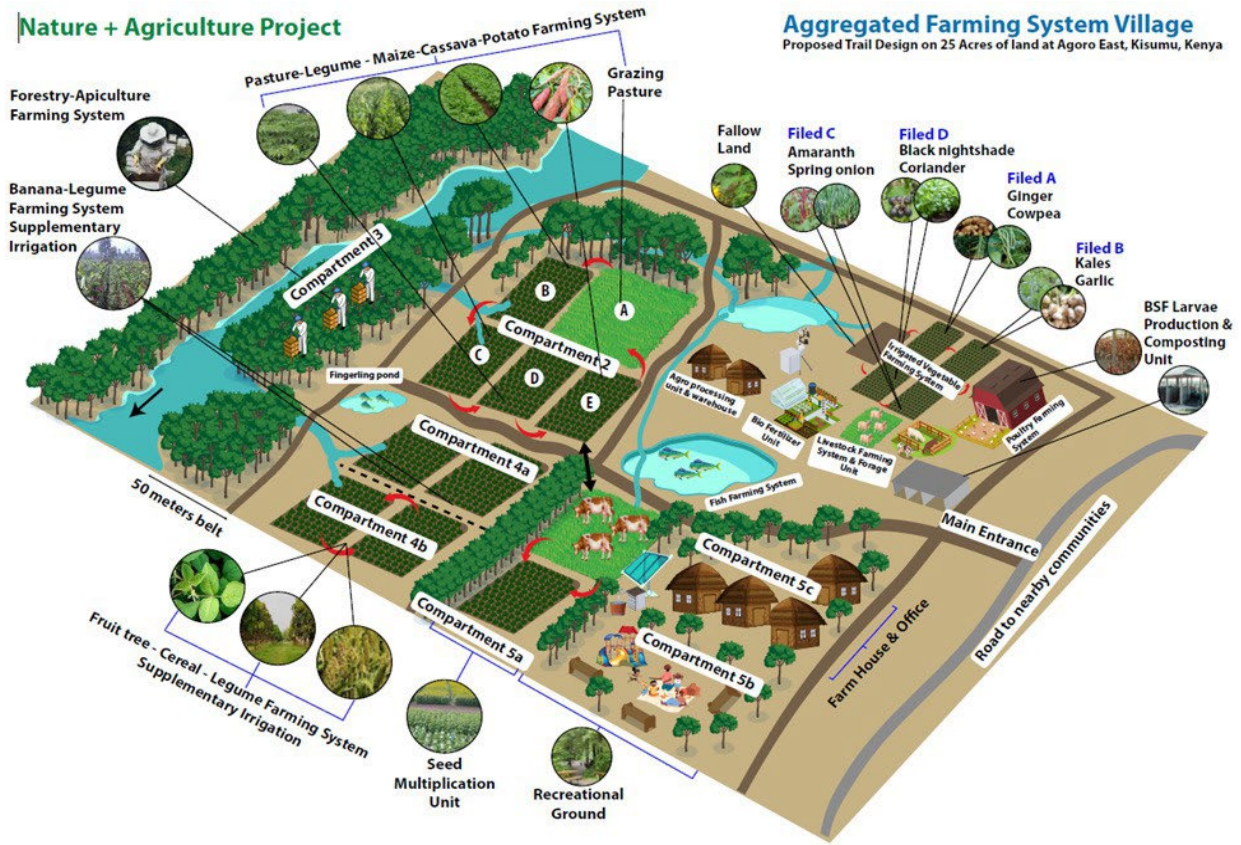 Nature + Agriculture Project
Aggregated Farming System Village
Proposed Trail Design on 25 Acres of land at Agoro East, Kisumu, Kenya
Pasture-Legume - Maize-Cassava-Potato Farming System
Grazing
Pasture
Forestry-Apiculture
Farming System
Banana-Legume
Farming System
Supplementary
Irrigation
Fallow
Land
Filed C
Amaranth
Spring onion
Filed D
Black nightshade
Coriander
Filed A
Ginger
Cowpea
Filed B
Kales
Garlic
BSF Larvae
Production &
Composting
Unit
Compartment 3
B
A
Compartment 2
C
D
E
Fingerling pond
Agro processing
unit & warehouse
Irrigated Vegetable
Farming System
Bio Fertilizer
Unit
Livestock Farming
System & Forage
Unit
Poultry Farming
System
Fish Farming System
Compartment 4a
Compartment 4b
50 meters belt
Main Entrance
Compartment 5c
Compartment 5a
Compartment 5b
Farm House & Office
Road to nearby communities
Fruit tree - Cereal - Legume Farming System
Supplementary Irrigation
Seed
Multiplication
Unit
Recreational
Ground